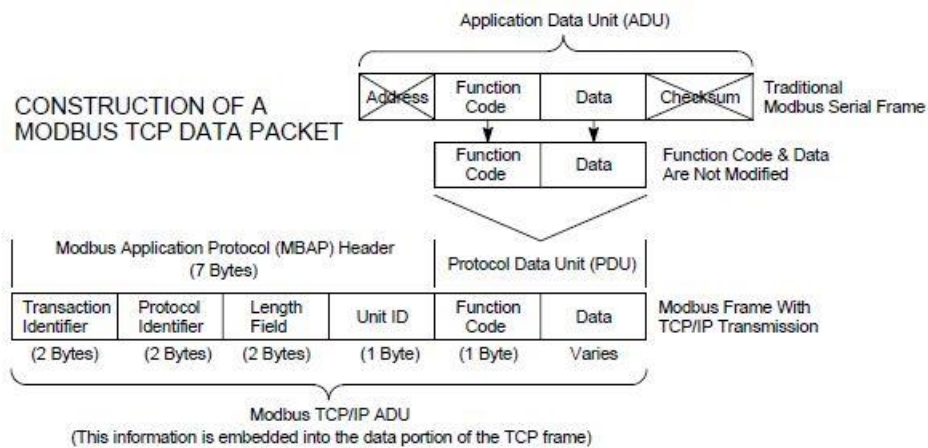 Application Data Unit (ADU)
CONSTRUCTION OF A
MODBUS TCP DATA PACKET
Address
Function
Code
Data
Checksum
Traditional
Modbus Serial Frame
Function
Code
Data
Function Code & Data
Are Not Modified
Modbus Application Protocol (MBAP) Header
(7 Bytes)
Protocol Data Unit (PDU)
Transaction
Identifier
Protocol
Identifier
Length
Field
Unit ID
Function
Code
Data
Modbus Frame With
TCP/IP Transmission
(2 Bytes)
(2 Bytes)
(2 Bytes)
(1 Byte)
(1 Byte)
Varies
Modbus TCP/IP ADU
(This information is embedded into the data portion of the TCP frame)